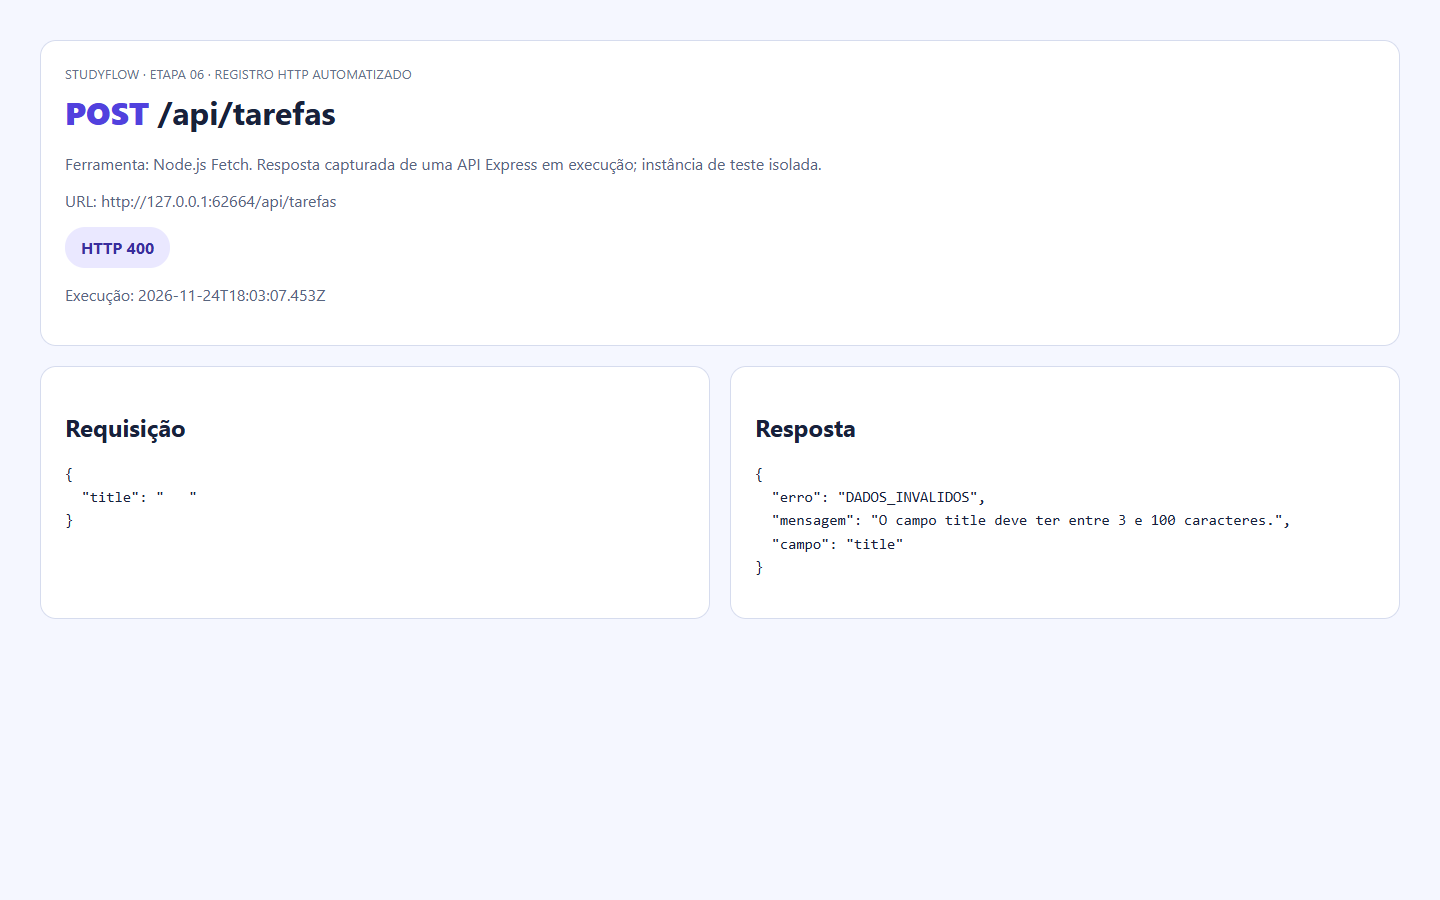 STUDYFLOW · ETAPA 06 · REGISTRO HTTP AUTOMATIZADO
POST /api/tarefas
Ferramenta: Node.js Fetch. Resposta capturada de uma API Express em execução; instância de teste isolada.
URL: http://127.0.0.1:62664/api/tarefas
HTTP 400
Execução: 2026-11-24T18:03:07.453Z
Requisição
{
  "title": "   "
}
Resposta
{
  "erro": "DADOS_INVALIDOS",
  "mensagem": "O campo title deve ter entre 3 e 100 caracteres.",
  "campo": "title"
}